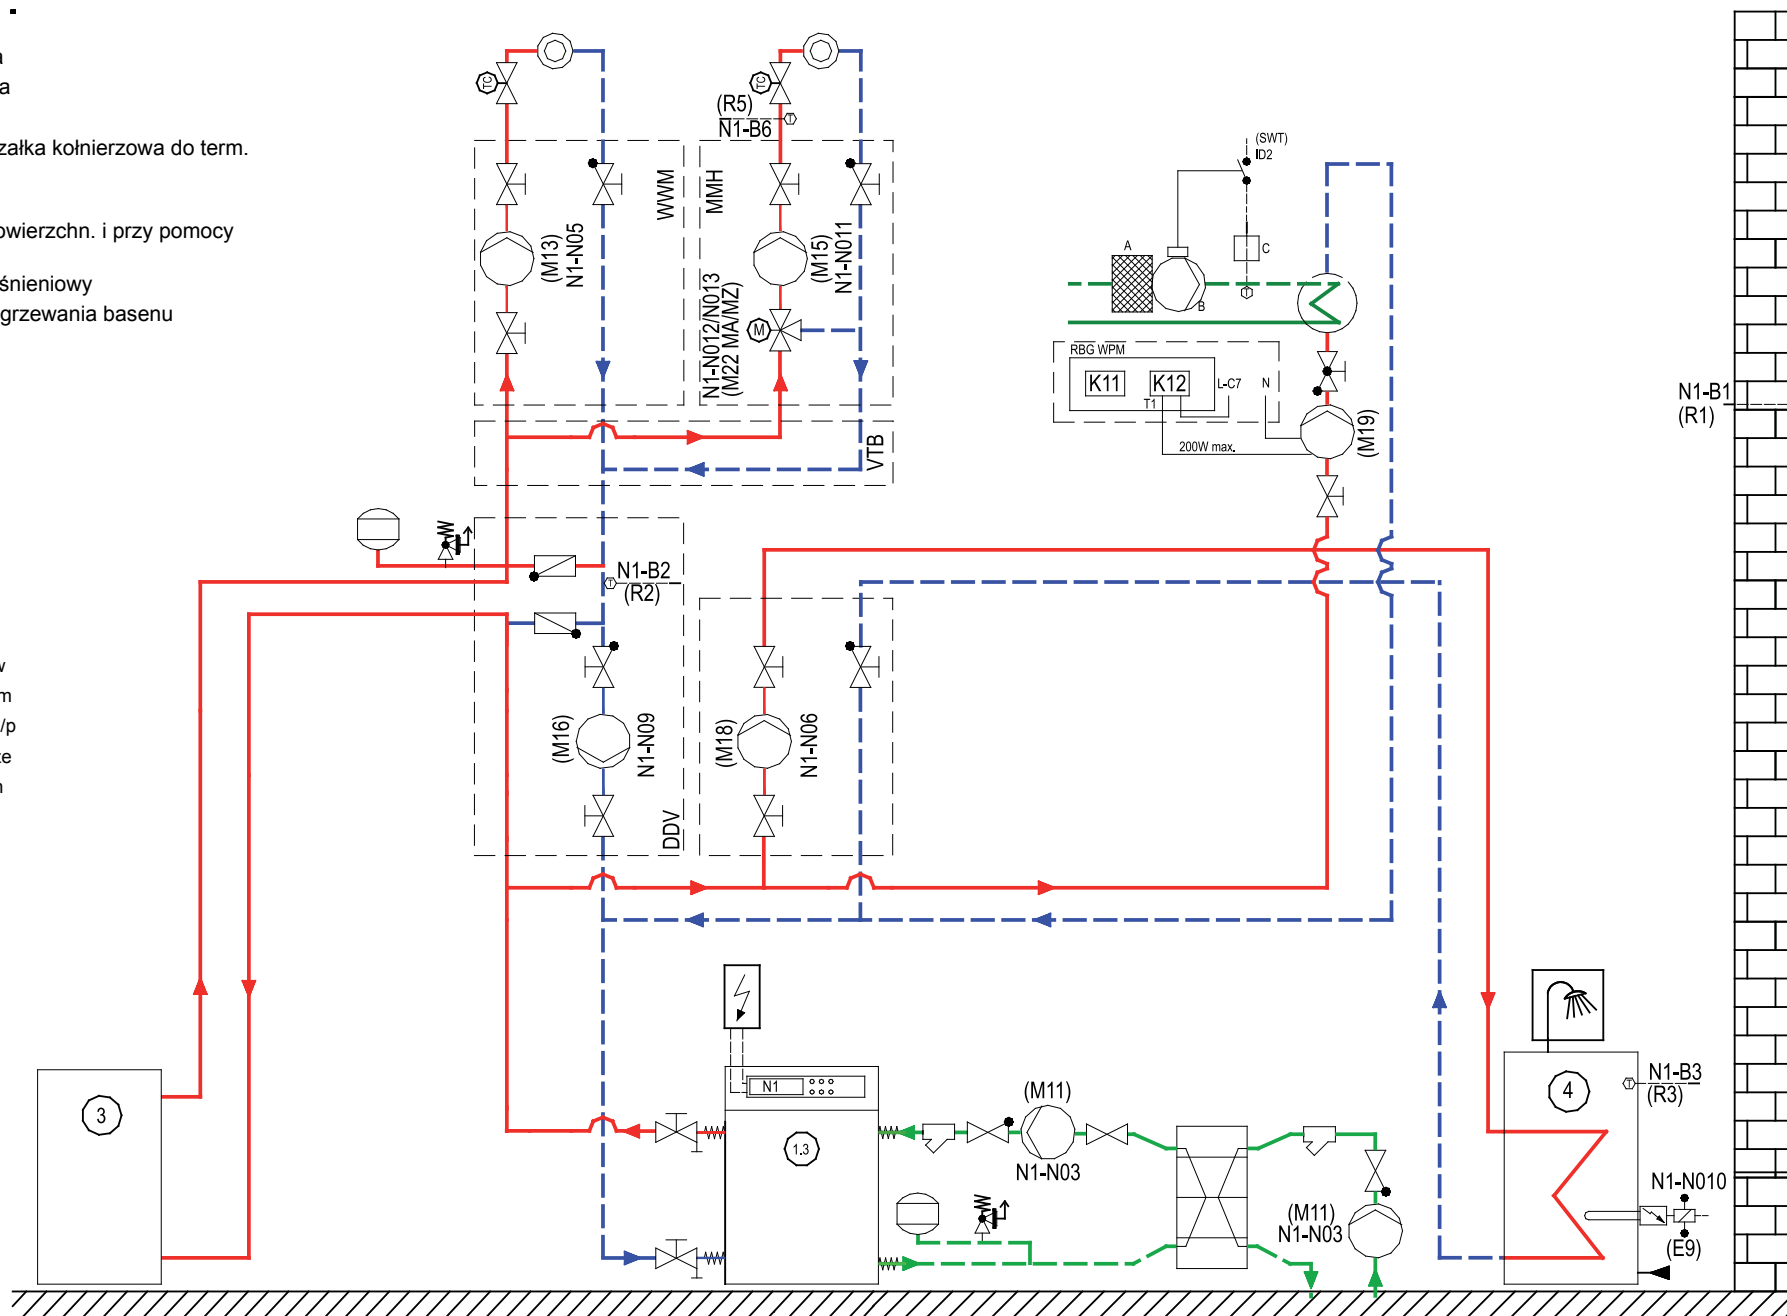 a
a
załka kołnierzowa do term.
owierzchn. i przy pomocy
śnieniowy
grzewania basenu
w
m
/p
ze
n
TC
TC
(R5)
N1-B6
WWM
MMH
(M13)
N1-N05
(M15)
N1-N011
N1-N012/N013
(M22 MA/MZ)
M
VTB
(SWT)
ID2
A
B
C
T
RBG WPM
K11
K12
L-C7
N
T1
200W max.
(M19)
N1-B1
(R1)
T
N1-B2
(R2)
T
(M16)
N1-N09
DDV
(M18)
N1-N06
3
N1
1.3
(M11)
N1-N03
(M11)
N1-N03
4
T
N1-B3
(R3)
N1-N010
(E9)